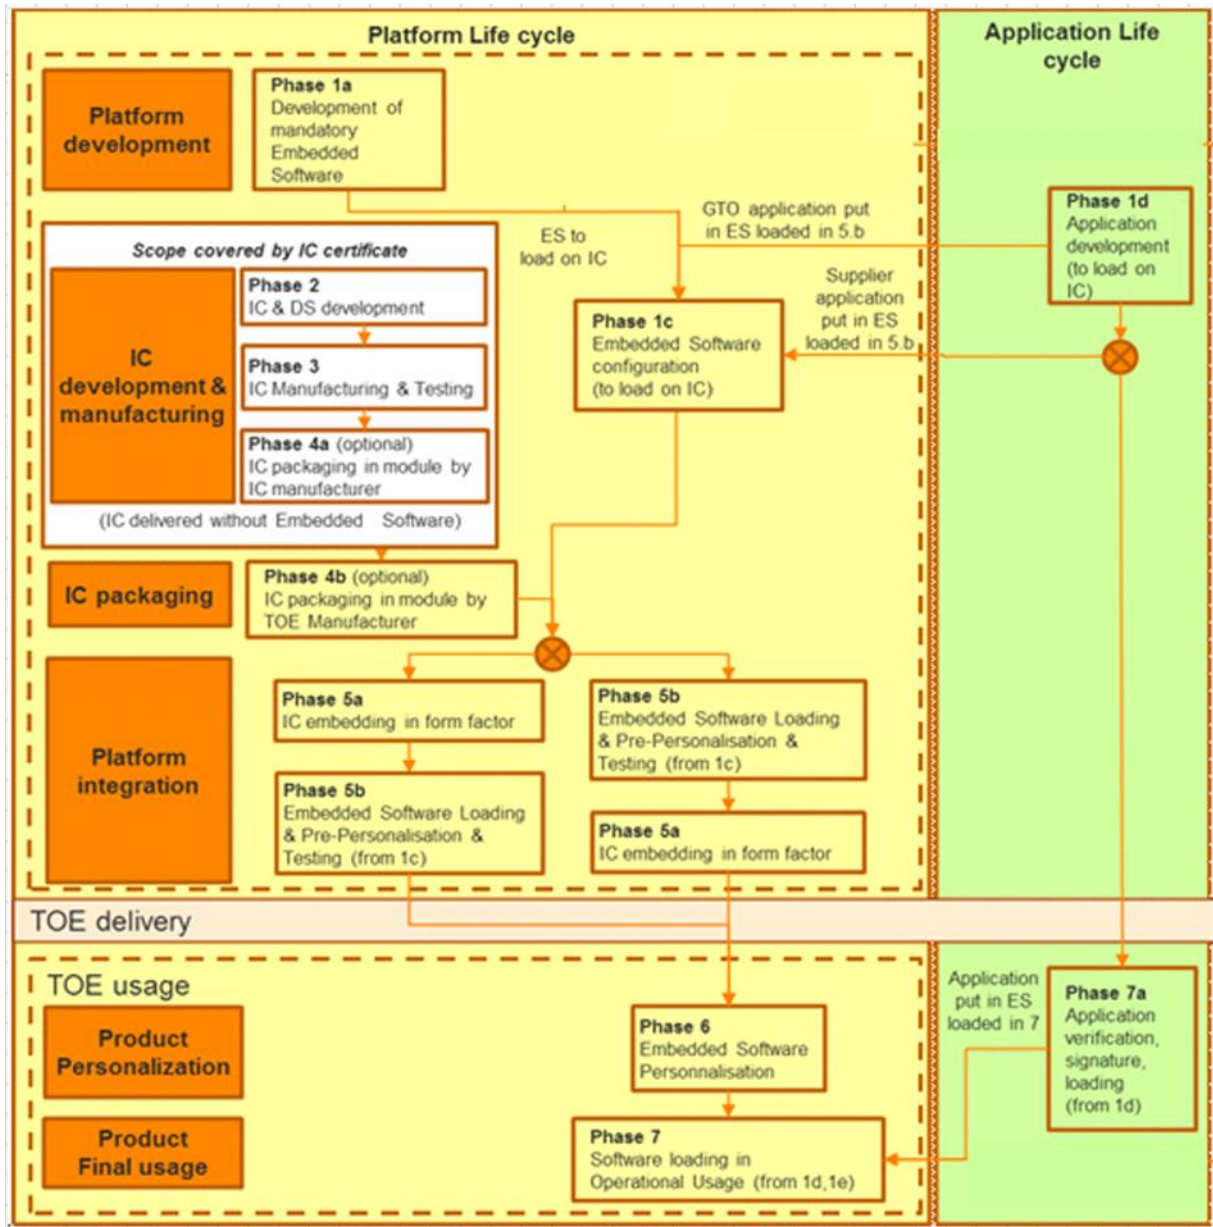 Platform Life cycle
Application Life
cycle
Platform
development
Phase 1a
Development of
mandatory
Embedded
Software
ES to
load on IC
GTO application put
in ES loaded in 5.b
Phase 1d
Application
development
(to load on
IC)
Supplier
application
put in ES
loaded in 5.b
Scope covered by IC certificate
IC
development &
manufacturing
Phase 2
IC & DS development
Phase 3
IC Manufacturing & Testing
Phase 4a (optional)
IC packaging in module by
IC manufacturer
(IC delivered without Embedded Software)
Phase 1c
Embedded Software
configuration
(to load on IC)
IC packaging
Phase 4b (optional)
IC packaging in module by
TOE Manufacturer
Platform
integration
Phase 5a
IC embedding in form factor
Phase 5b
Embedded Software Loading
& Pre-Personalisation &
Testing (from 1c)
Phase 5b
Embedded Software Loading
& Pre-Personalisation &
Testing (from 1c)
Phase 5a
IC embedding in form factor
TOE delivery
TOE usage
Product
Personalization
Phase 6
Embedded Software
Personnalisation
Application
put in ES
loaded in 7
Phase 7a
Application
verification,
signature,
loading
(from 1d)
Product
Final usage
Phase 7
Software loading in
Operational Usage (from 1d,1e)